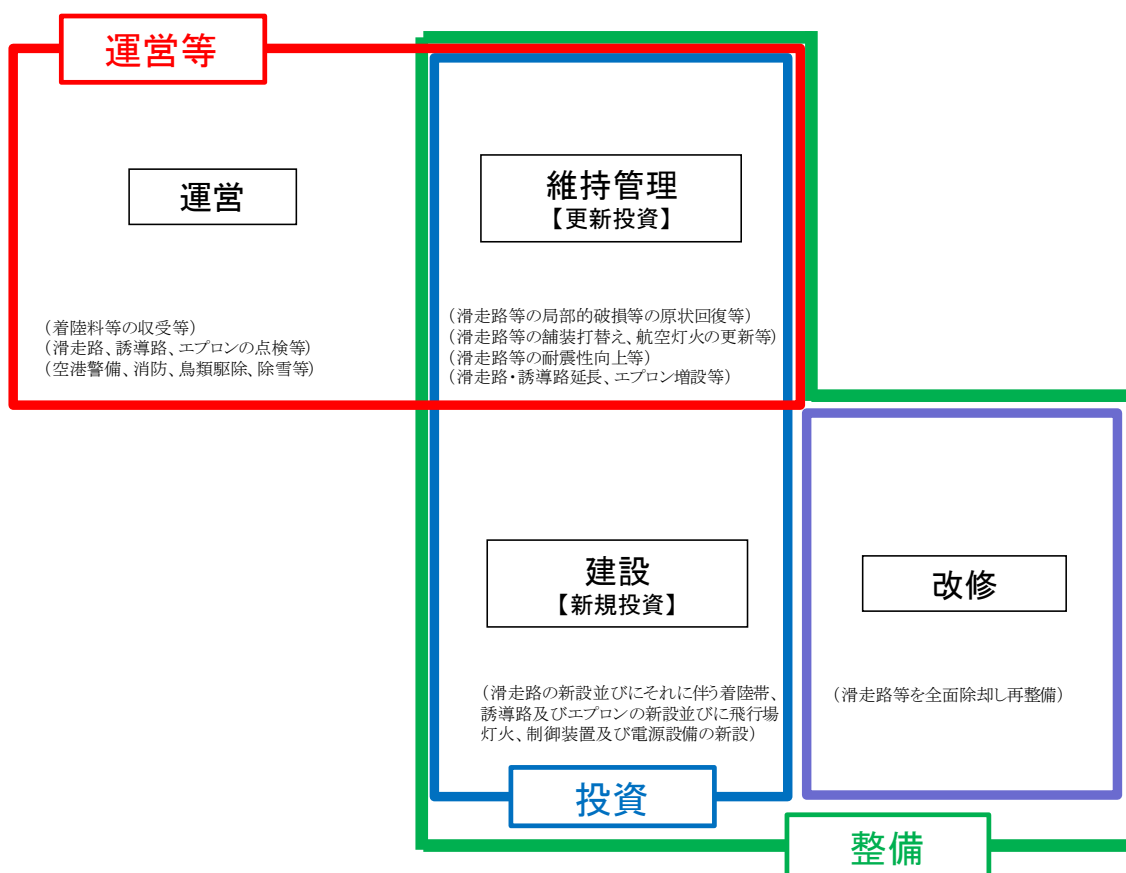 運営等
運営
維持管理
【更新投資】
(着陸料等の収受等)
(滑走路、誘導路、エプロンの点検等)
(空港警備、消防、鳥類駆除、除雪等)
(滑走路等の局部的破損等の原状回復等)
(滑走路等の舗装打替え、航空灯火の更新等)
(滑走路等の耐震性向上等)
(滑走路・誘導路延長、エプロン増設等)
建設
【新規投資】
改修
(滑走路の新設並びにそれに伴う着陸帯、
誘導路及びエプロンの新設並びに飛行場
灯火、制御装置及び電源設備の新設)
(滑走路等を全面除却し再整備)
投資
整備